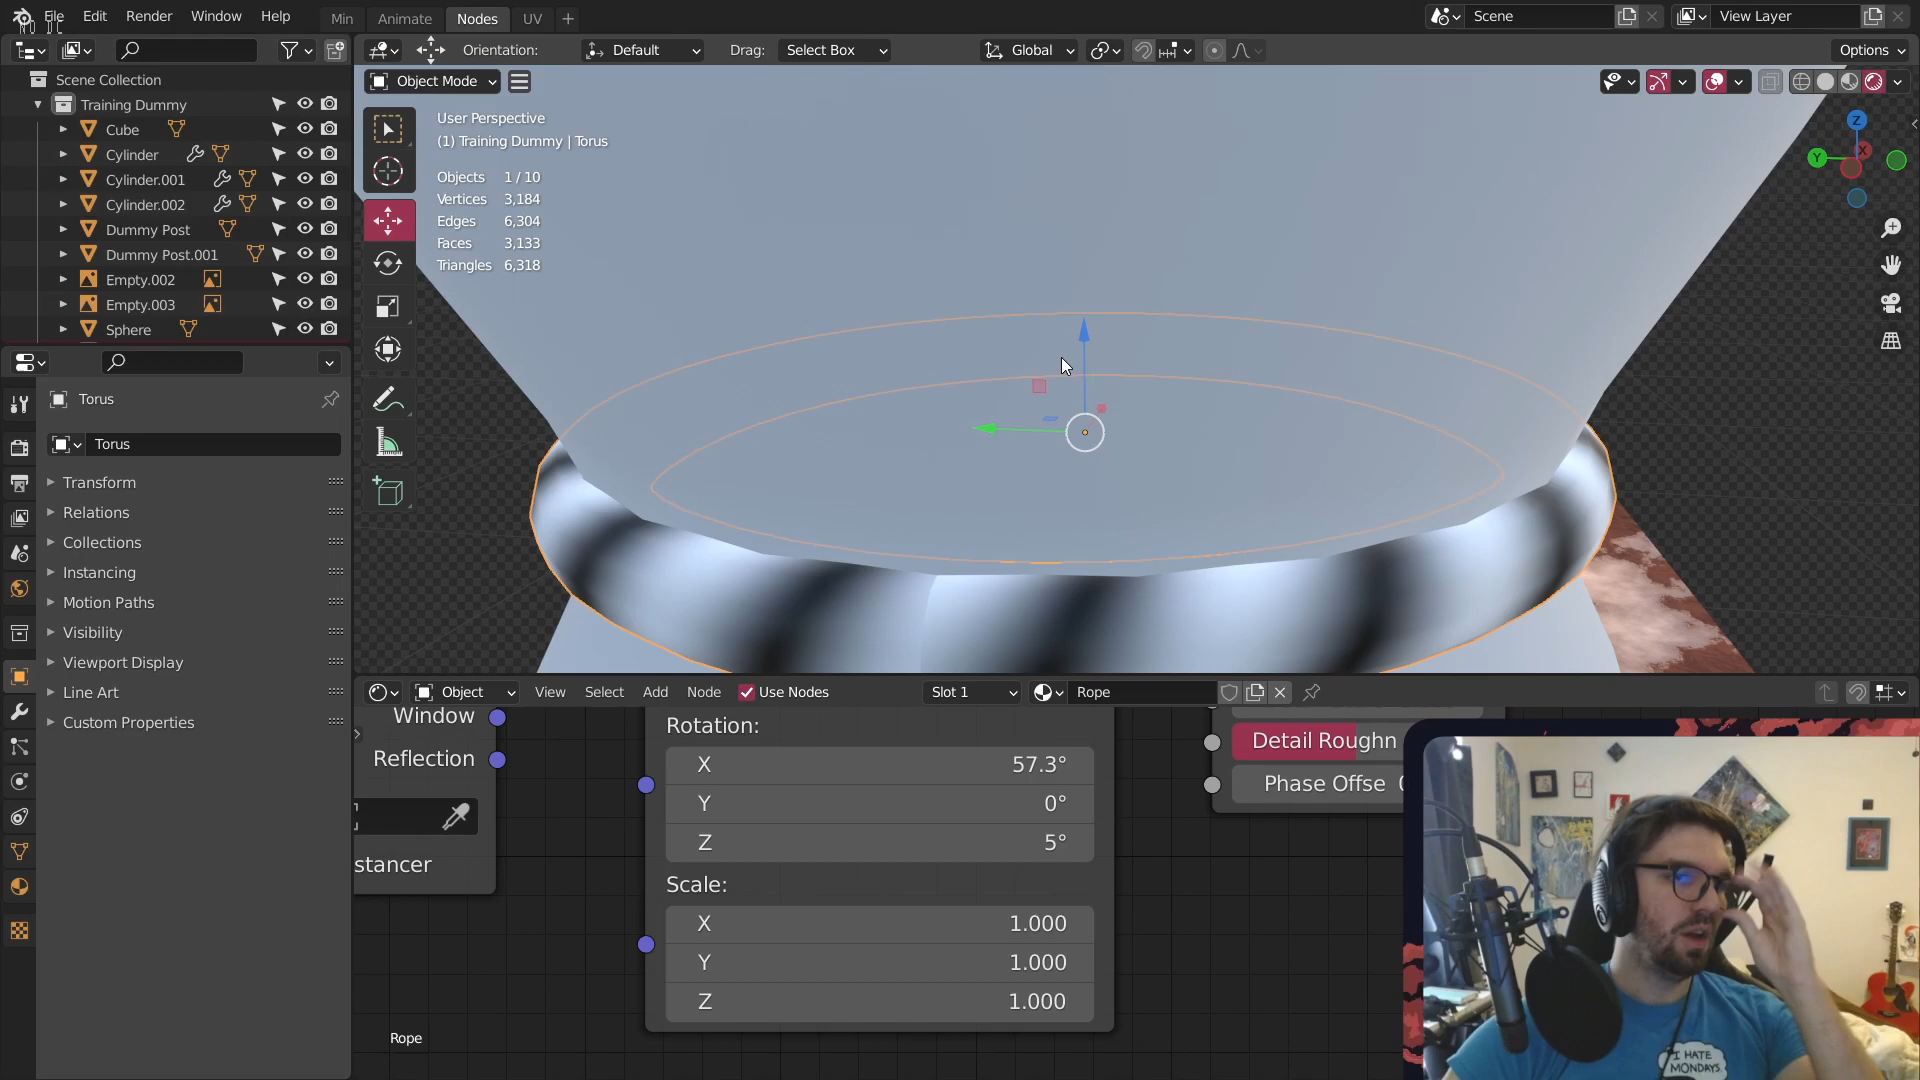 File Edit Render Window Help Min Animate Nodes UV + Scene View Layer
Orientation: Default Drag: Select Box Global Options
Scene Collection
Training Dummy
Cube
Cylinder
Cylinder.001
Cylinder.002
Dummy Post
Dummy Post.001
Empty.002
Empty.003
Sphere
Object Mode
User Perspective
(1) Training Dummy | Torus
Objects 1 / 10
Vertices 3,184
Edges 6,304
Faces 3,133
Triangles 6,318
Z
Y
X
Torus
Torus
Transform
Relations
Collections
Instancing
Motion Paths
Visibility
Viewport Display
Line Art
Custom Properties
Object View Select Add Node Use Nodes Slot 1 Rope
Window
Reflection
stancer
Rotation:
X 57.3°
Y 0°
Z 5°
Scale:
X 1.000
Y 1.000
Z 1.000
Detail Roughn
Phase Offse
Rope
I HATE
MONDAYS.